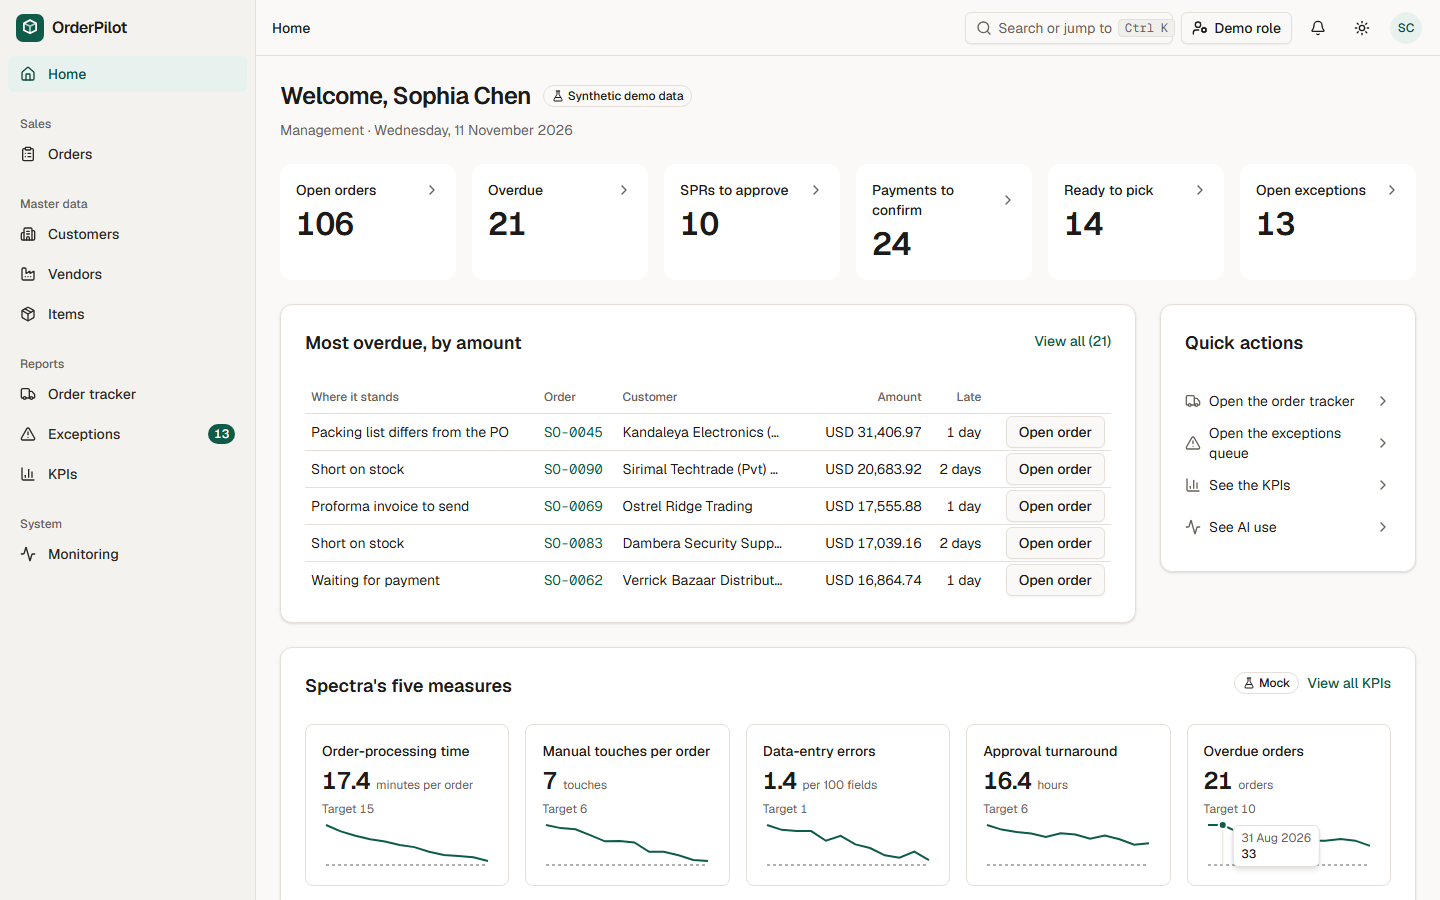 OrderPilot
Home
Search or jump to
Ctrl K
Demo role
SC
Home
Sales
Orders
Master data
Customers
Vendors
Items
Reports
Order tracker
Exceptions
13
KPIs
System
Monitoring
Welcome, Sophia Chen
Synthetic demo data
Management · Wednesday, 11 November 2026
Open orders
106
Overdue
21
SPRs to approve
10
Payments to
confirm
24
Ready to pick
14
Open exceptions
13
Most overdue, by amount
View all (21)
Where it stands Order Customer Amount Late
Packing list differs from the PO SO-0045 Kandaleya Electronics (... USD 31,406.97 1 day Open order
Short on stock SO-0090 Sirimal Techtrade (Pvt) ... USD 20,683.92 2 days Open order
Proforma invoice to send SO-0069 Ostrel Ridge Trading USD 17,555.88 1 day Open order
Short on stock SO-0083 Dambera Security Supp... USD 17,039.16 2 days Open order
Waiting for payment SO-0062 Verrick Bazaar Distribut... USD 16,864.74 1 day Open order
Quick actions
Open the order tracker
Open the exceptions
queue
See the KPIs
See AI use
Spectra's five measures
Mock
View all KPIs
Order-processing time
17.4 minutes per order
Target 15
Manual touches per order
7 touches
Target 6
Data-entry errors
1.4 per 100 fields
Target 1
Approval turnaround
16.4 hours
Target 6
Overdue orders
21 orders
Target 10
31 Aug 2026
33